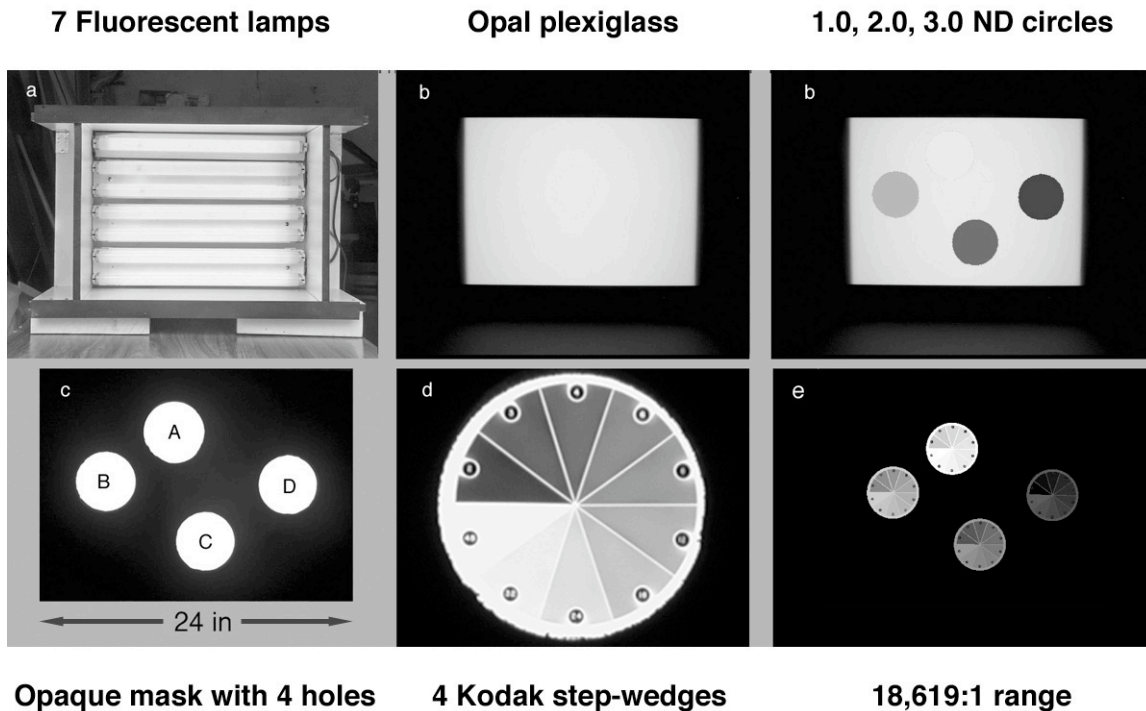 7 Fluorescent lamps
Opal plexiglass
1.0, 2.0, 3.0 ND circles
a
b
b
c
A
B
D
C
24 in
d
4
e
Opaque mask with 4 holes
4 Kodak step-wedges
18,619:1 range